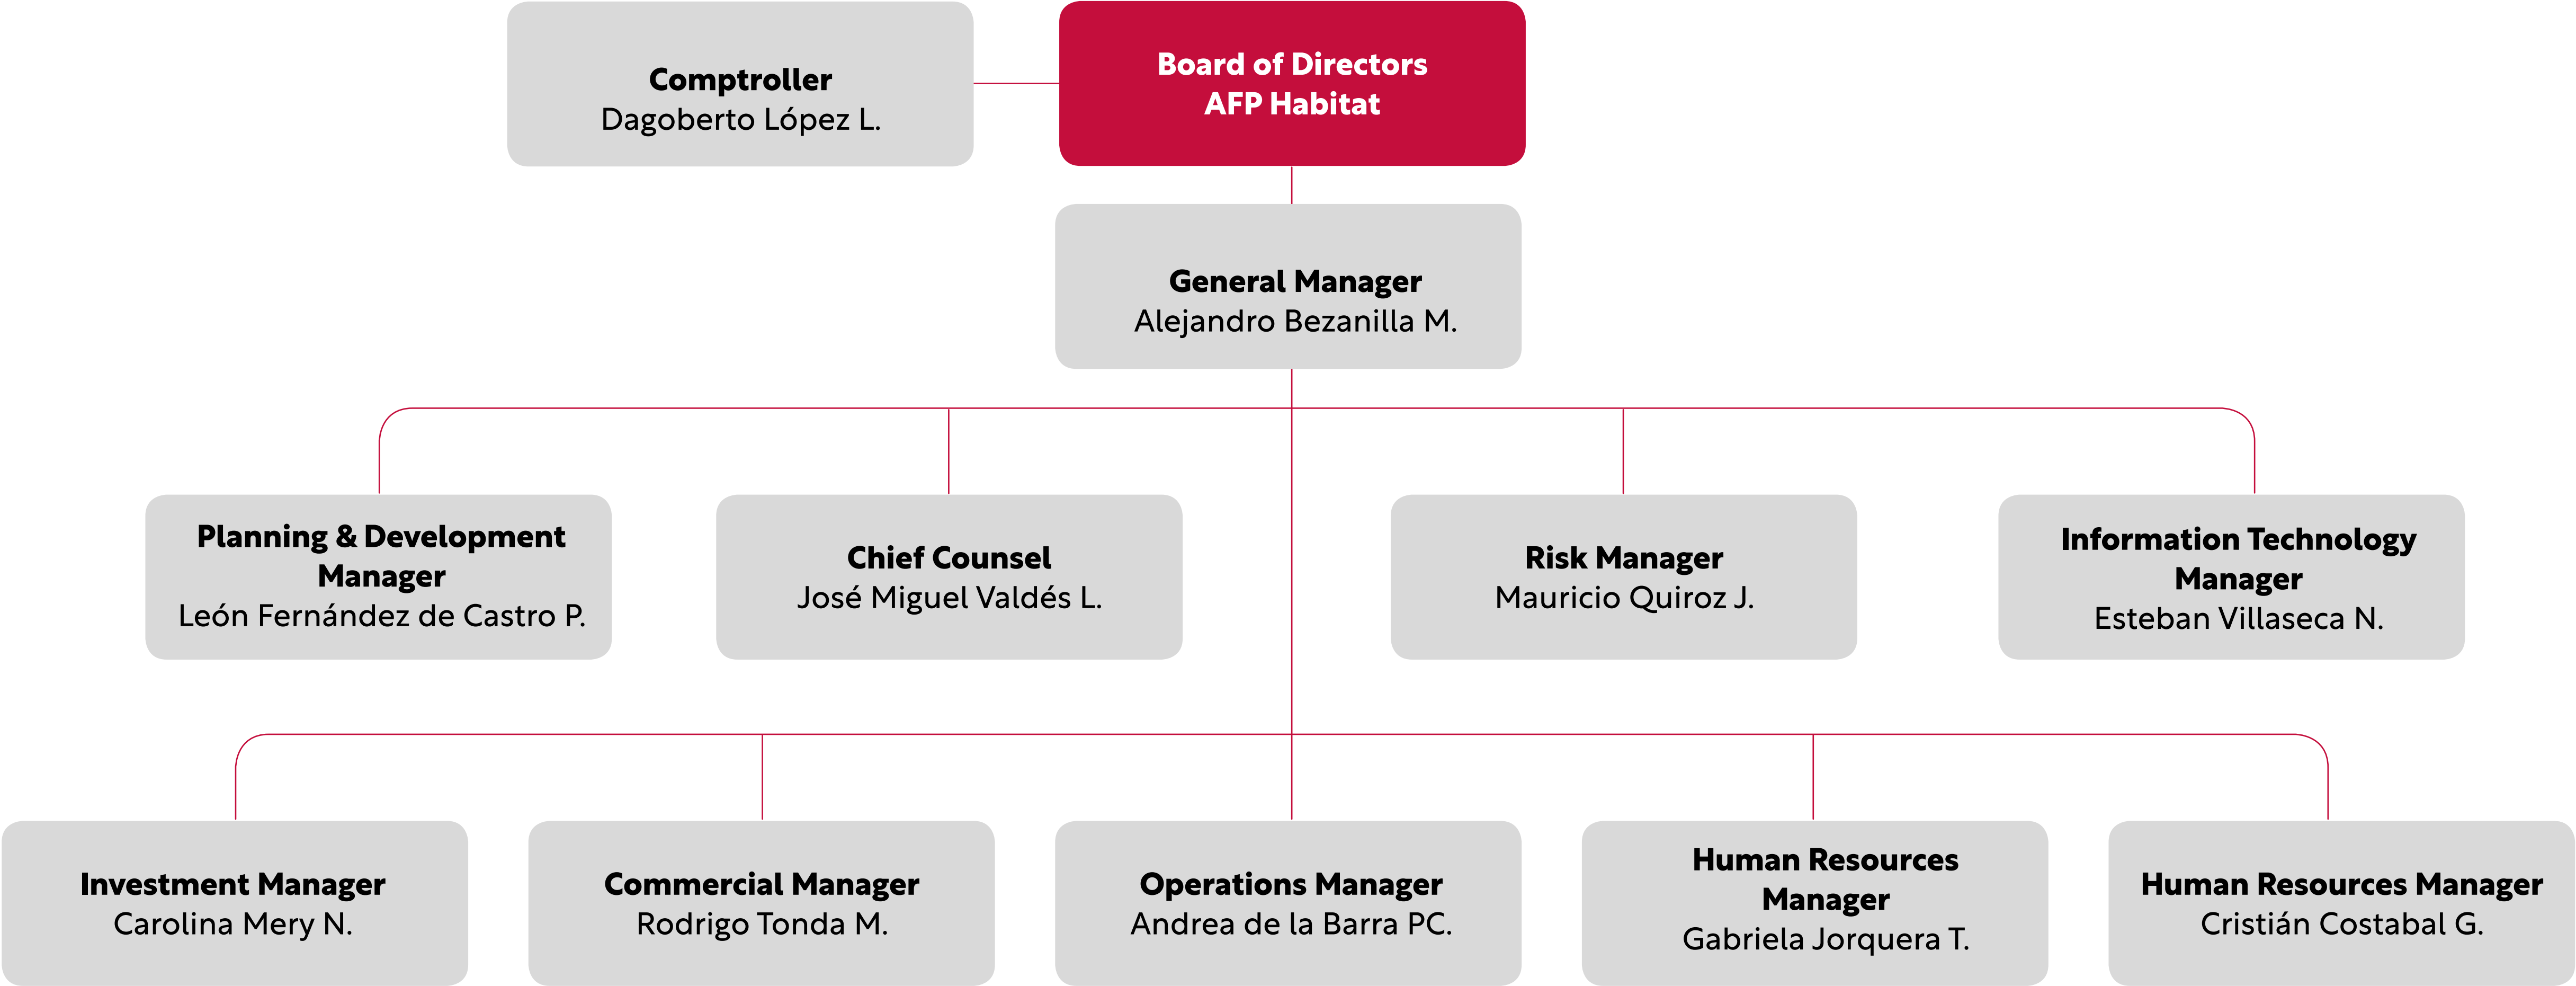 Comptroller
Dagoberto López L.
Board of Directors
AFP Habitat
General Manager
Alejandro Bezanilla M.
Planning & Development
Manager
León Fernández de Castro P.
Chief Counsel
José Miguel Valdés L.
Risk Manager
Mauricio Quiroz J.
Information Technology
Manager
Esteban Villaseca N.
Investment Manager
Carolina Mery N.
Commercial Manager
Rodrigo Tonda M.
Operations Manager
Andrea de la Barra PC.
Human Resources
Manager
Gabriela Jorquera T.
Human Resources Manager
Cristián Costabal G.